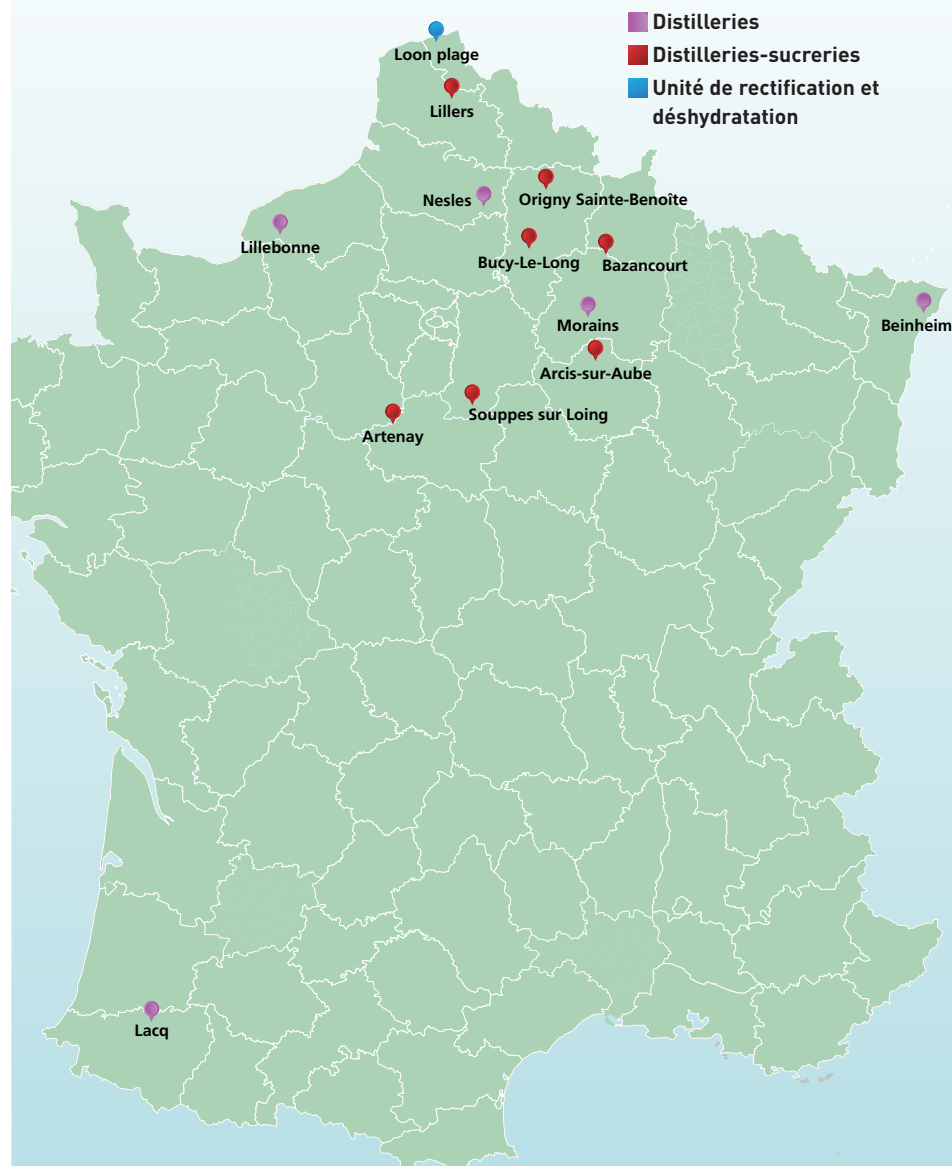 Distilleries
Distilleries-sucreries
Unité de rectification et
déshydratation
Loon plage
Lillers
Nesles
Origny Sainte-Benoîte
Lillebonne
Bucy-Le-Long
Bazancourt
Morains
Beinheim
Arcis-sur-Aube
Souppes sur Loing
Artenay
Lacq